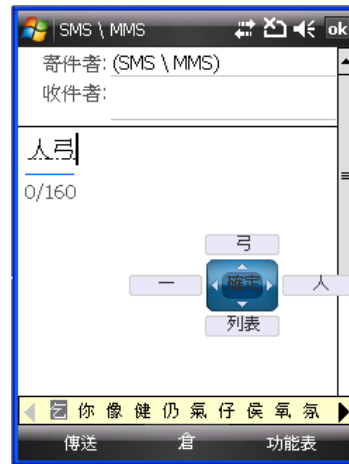 SMS \ MMS ok
寄件者: (SMS \ MMS)
收件者:
人弓
0/160
弓
一 確定 人
列表
乞 你 像 健 仍 氣 仔 侯 氧 氛
傳送 倉 功能表